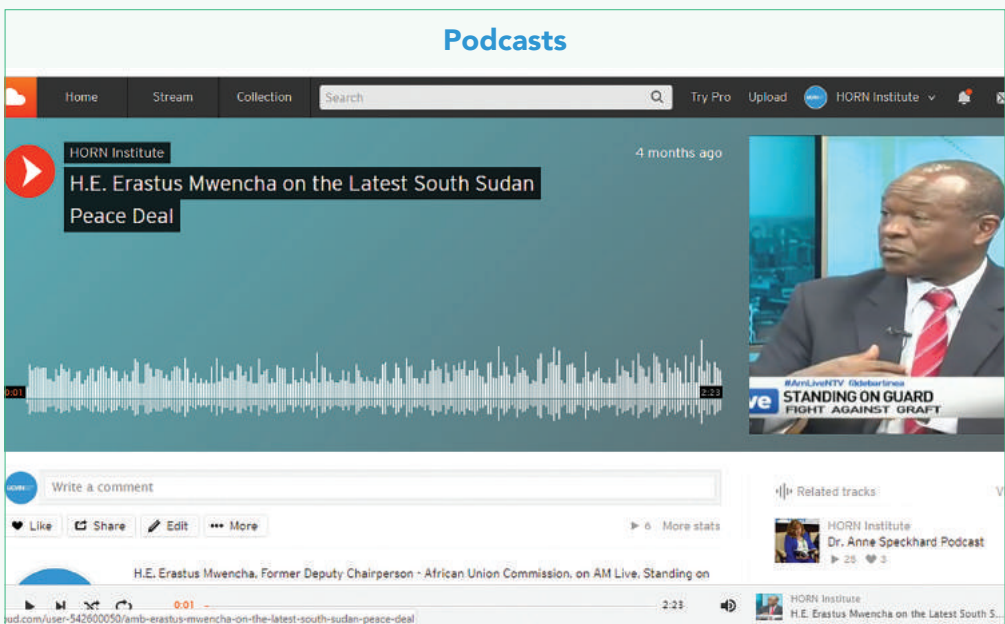 Podcasts
Home Stream Collection Search Try Pro Upload HORN Institute
HORN Institute
4 months ago
H.E. Erastus Mwencha on the Latest South Sudan
Peace Deal
0:01
2:23
#AmLiveNTV @debarlinea
ve STANDING ON GUARD
FIGHT AGAINST GRAFT
Write a comment
Like Share Edit More
6 More stats
Related tracks
V
HORN Institute
Dr. Anne Speckhard Podcast
25 3
H.E. Erastus Mwencha, Former Deputy Chairperson - African Union Commission, on AM Live, Standing on
0:01
2:23
HORN Institute
H.E. Erastus Mwencha on the Latest South S...
oud.com/user-542600050/amb-erastus-mwencha-on-the-latest-south-sudan-peace-deal